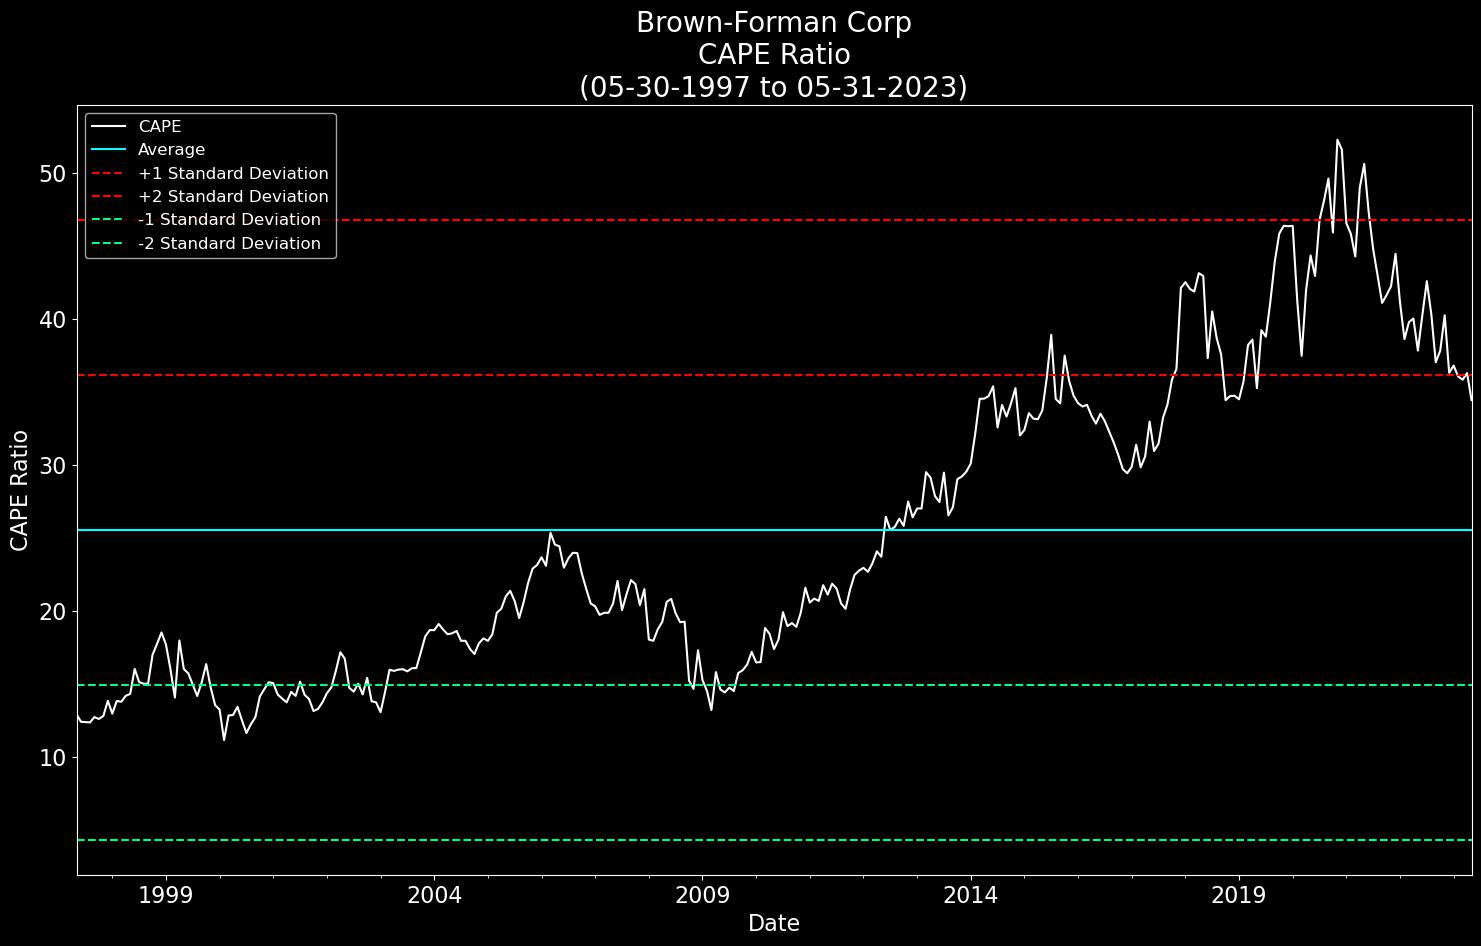 Brown-Forman Corp
CAPE Ratio
(05-30-1997 to 05-31-2023)
CAPE
Average
+1 Standard Deviation
+2 Standard Deviation
-1 Standard Deviation
-2 Standard Deviation
50
40
30
20
10
CAPE Ratio
1999 2004 2009 2014 2019
Date